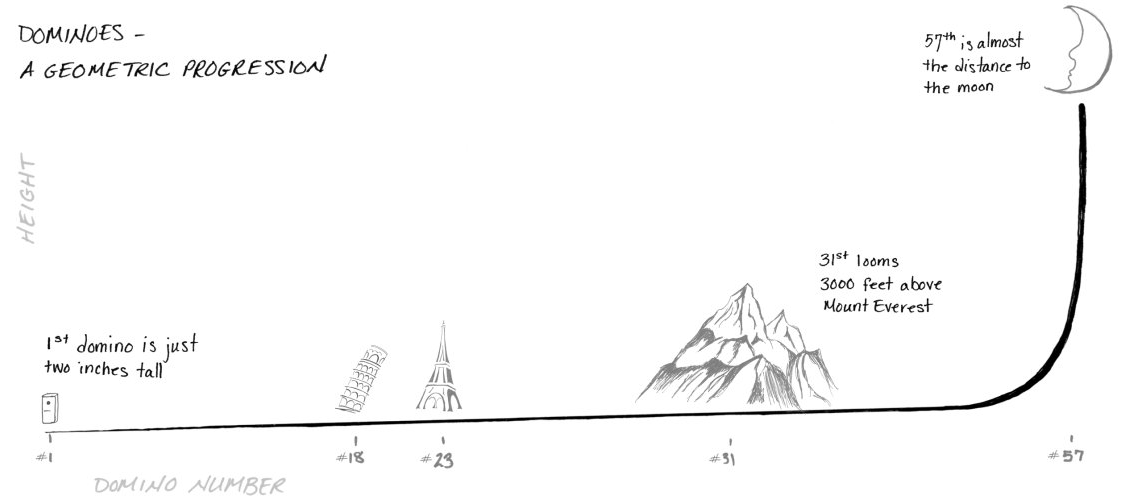 DOMINOES -
A GEOMETRIC PROGRESSION
57th is almost
the distance to
the moon
HEIGHT
31st looms
3000 feet above
Mount Everest
1st domino is just
two inches tall
#1
#18
#23
#31
#57
DOMINO NUMBER